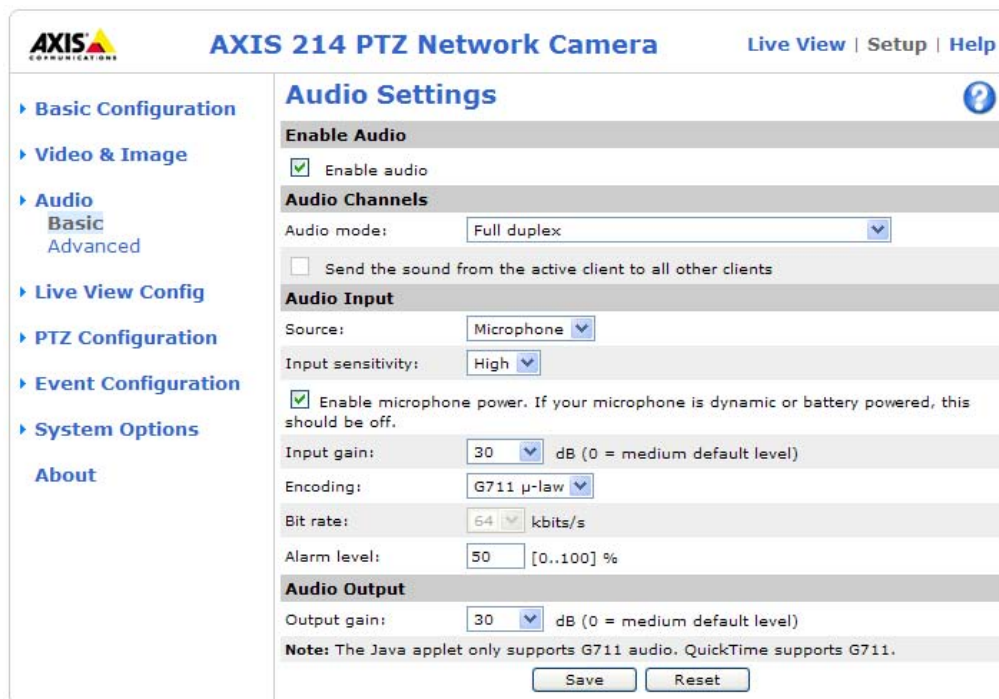 AXIS
COMMUNICATIONS
AXIS 214 PTZ Network Camera
Live View | Setup | Help
Basic Configuration
Video & Image
Audio
Basic
Advanced
Live View Config
PTZ Configuration
Event Configuration
System Options
About
Audio Settings
?
Enable Audio
Enable audio
Audio Channels
Audio mode: Full duplex
Send the sound from the active client to all other clients
Audio Input
Source: Microphone
Input sensitivity: High
Enable microphone power. If your microphone is dynamic or battery powered, this
should be off.
Input gain: 30 dB (0 = medium default level)
Encoding: G711 µ-law
Bit rate: 64 kbits/s
Alarm level: 50 [0..100] %
Audio Output
Output gain: 30 dB (0 = medium default level)
Note: The Java applet only supports G711 audio. QuickTime supports G711.
Save Reset